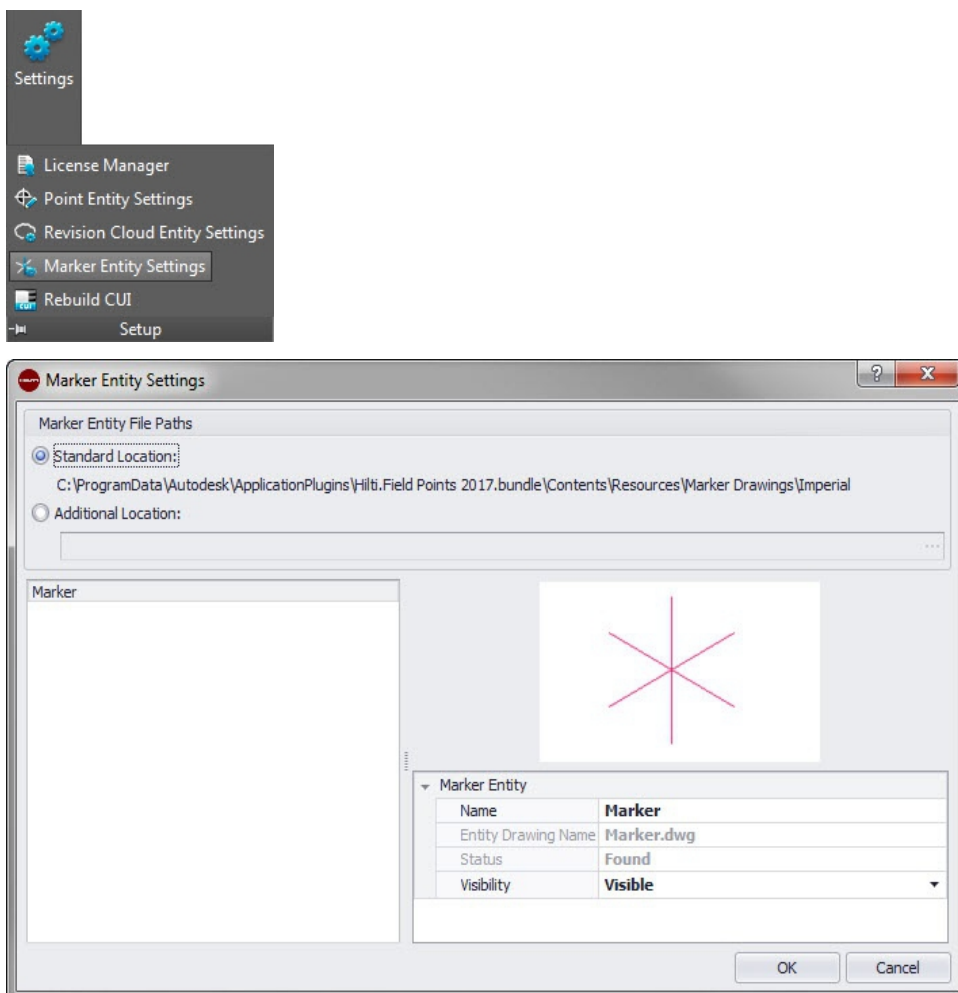 Settings
License Manager
Point Entity Settings
Revision Cloud Entity Settings
Marker Entity Settings
Rebuild CUI
Setup
Marker Entity Settings
Marker Entity File Paths
Standard Location:
C:\ProgramData\Autodesk\ApplicationPlugins\Hilti.Field Points 2017.bundle\Contents\Resources\Marker Drawings\Imperial
Additional Location:
...
Marker
Marker Entity
Name Marker
Entity Drawing Name Marker.dwg
Status Found
Visibility Visible
OK Cancel